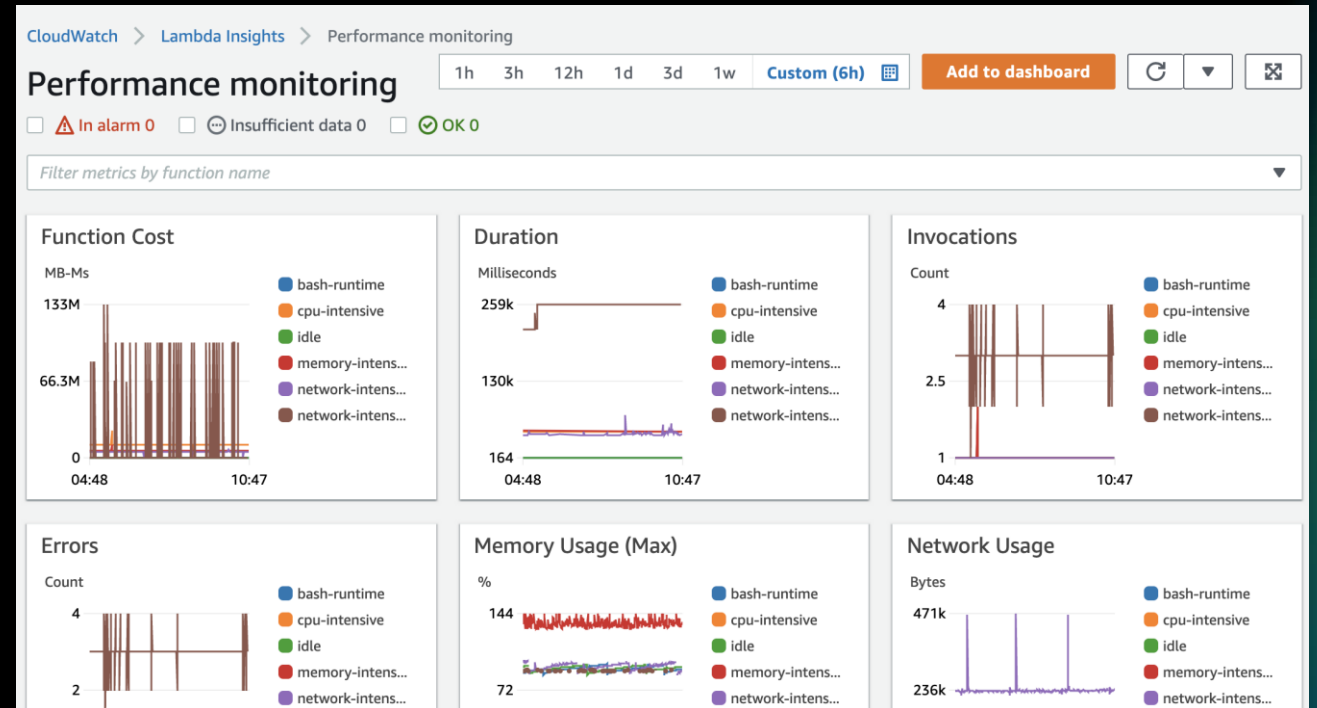 CloudWatch > Lambda Insights > Performance monitoring
Performance monitoring
1h 3h 12h 1d 3d 1w Custom (6h)
Add to dashboard
In alarm 0 Insufficient data 0 OK 0
Filter metrics by function name
Function Cost
MB-Ms
133M
66.3M
0
04:48 10:47
bash-runtime
cpu-intensive
idle
memory-intens...
network-intens...
network-intens...
Duration
Milliseconds
259k
130k
164
04:48 10:47
bash-runtime
cpu-intensive
idle
memory-intens...
network-intens...
network-intens...
Invocations
Count
4
2.5
1
04:48 10:47
bash-runtime
cpu-intensive
idle
memory-intens...
network-intens...
network-intens...
Errors
Count
4
2
bash-runtime
cpu-intensive
idle
memory-intens...
network-intens...
Memory Usage (Max)
%
144
72
bash-runtime
cpu-intensive
idle
memory-intens...
network-intens...
Network Usage
Bytes
471k
236k
bash-runtime
cpu-intensive
idle
memory-intens...
network-intens...